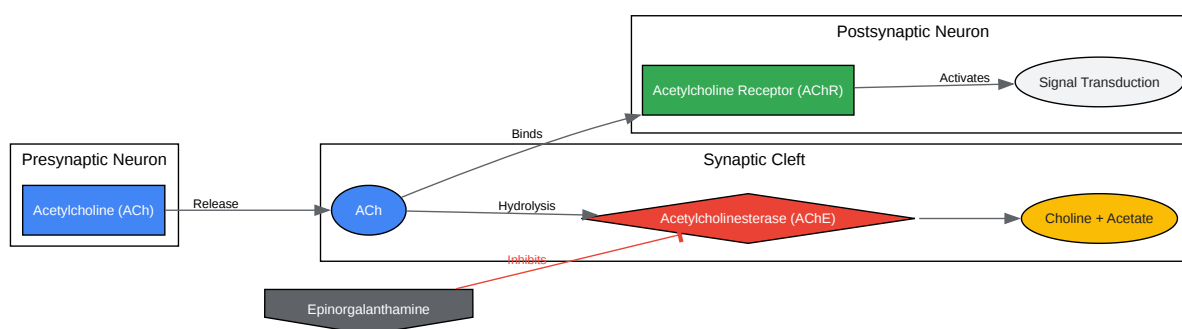 Postsynaptic Neuron
Acetylcholine Receptor (AChR)
Activates
Signal Transduction
Binds
Presynaptic Neuron
Synaptic Cleft
Acetylcholine (ACh)
Release
ACh
Hydrolysis
Acetylcholinesterase (AChE)
Choline + Acetate
Inhibits
Epinorgalanthamine